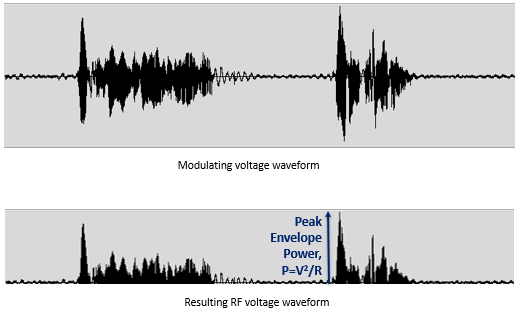 Modulating voltage waveform
Peak
Envelope
Power,
P=V²/R
Resulting RF voltage waveform